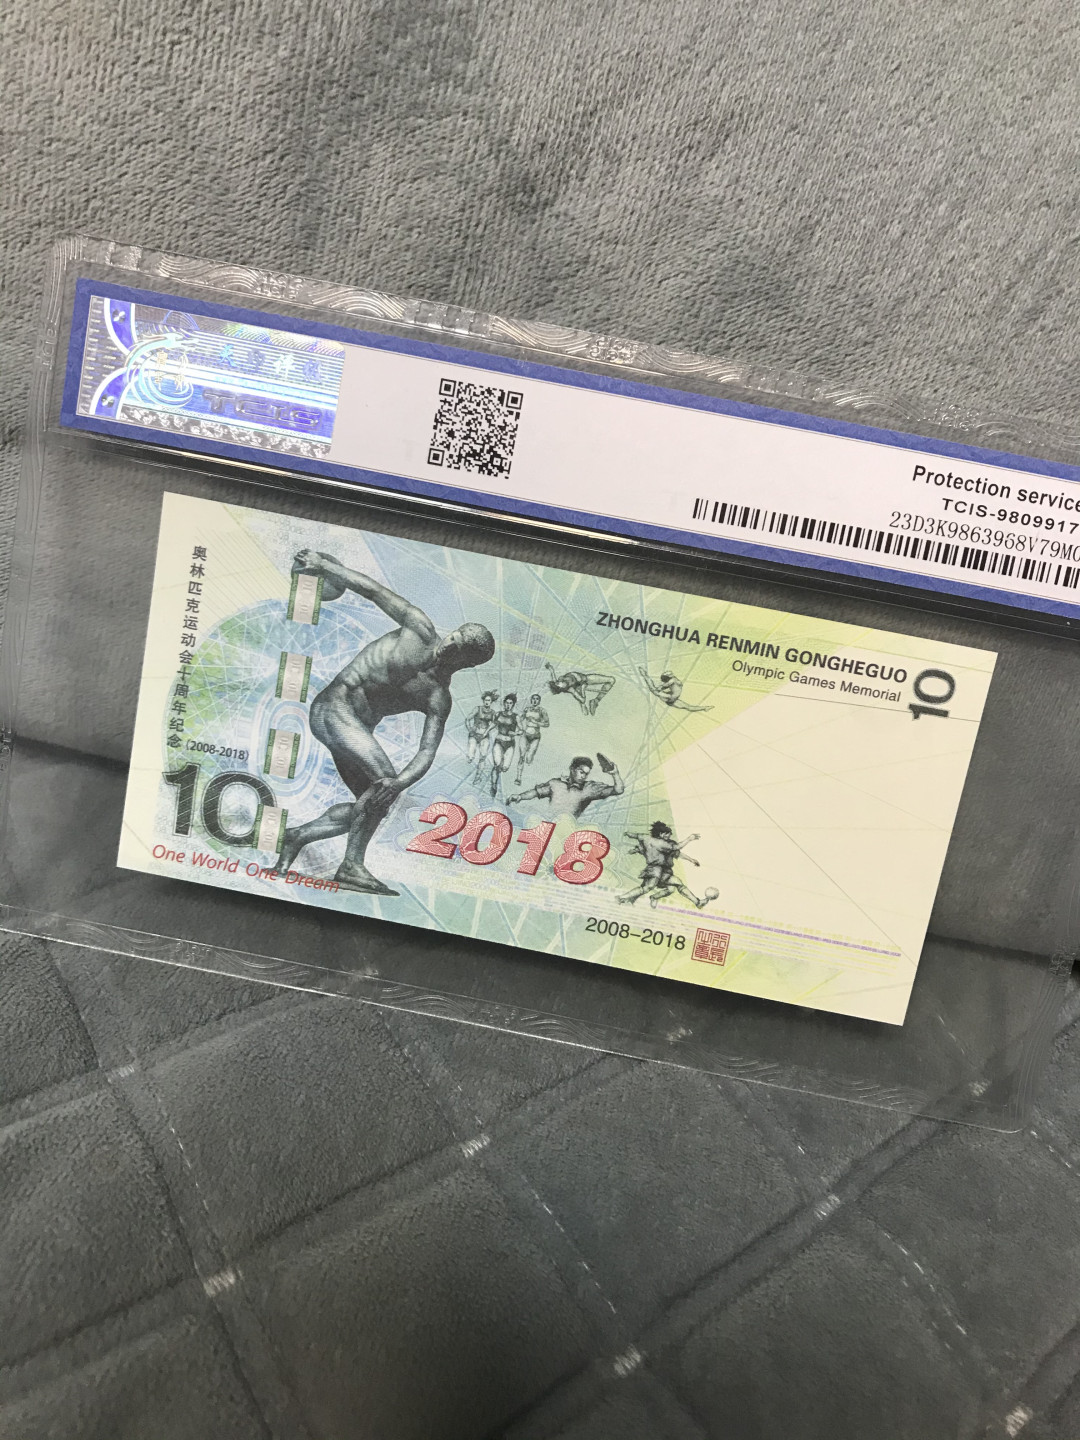 TCIS
Protection service
TCIS-9809917
23D3K9863968V79M
奥林匹克运动会十周年纪念(2008-2018)
10
One World One Dream
2018
ZHONGHUA RENMIN GONGHEGUO
Olympic Games Memorial
10
2008-2018